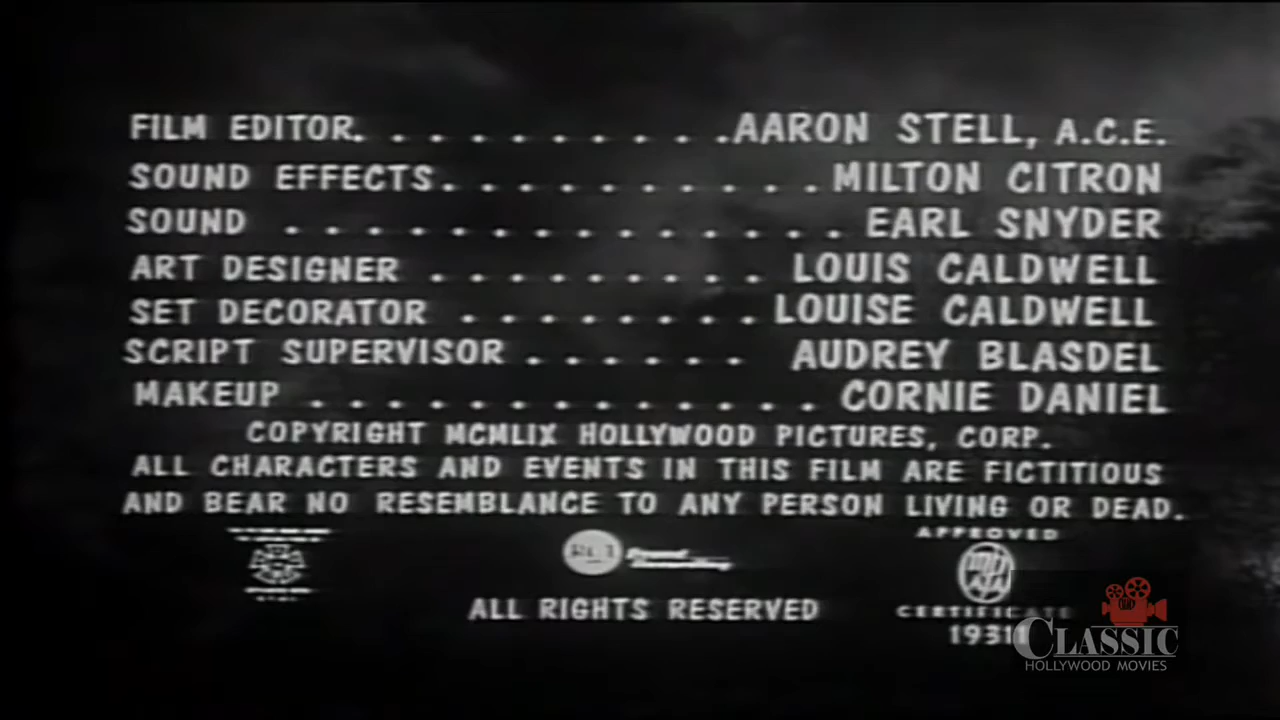 FILM EDITOR. . . . . . . . . . .AARON STELL, A.C.E.
SOUND EFFECTS. . . . . . . . . . .MILTON CITRON
SOUND . . . . . . . . . . . . . . . EARL SNYDER
ART DESIGNER . . . . . . . . . LOUIS CALDWELL
SET DECORATOR . . . . . . . . LOUISE CALDWELL
SCRIPT SUPERVISOR . . . . . . AUDREY BLASDEL
MAKEUP . . . . . . . . . . . . . . CORNIE DANIEL
COPYRIGHT MCMLIX HOLLYWOOD PICTURES, CORP.
ALL CHARACTERS AND EVENTS IN THIS FILM ARE FICTITIOUS
AND BEAR NO RESEMBLANCE TO ANY PERSON LIVING OR DEAD.
APPROVED
CERTIFICATE
ALL RIGHTS RESERVED
CLASSIC
HOLLYWOOD MOVIES